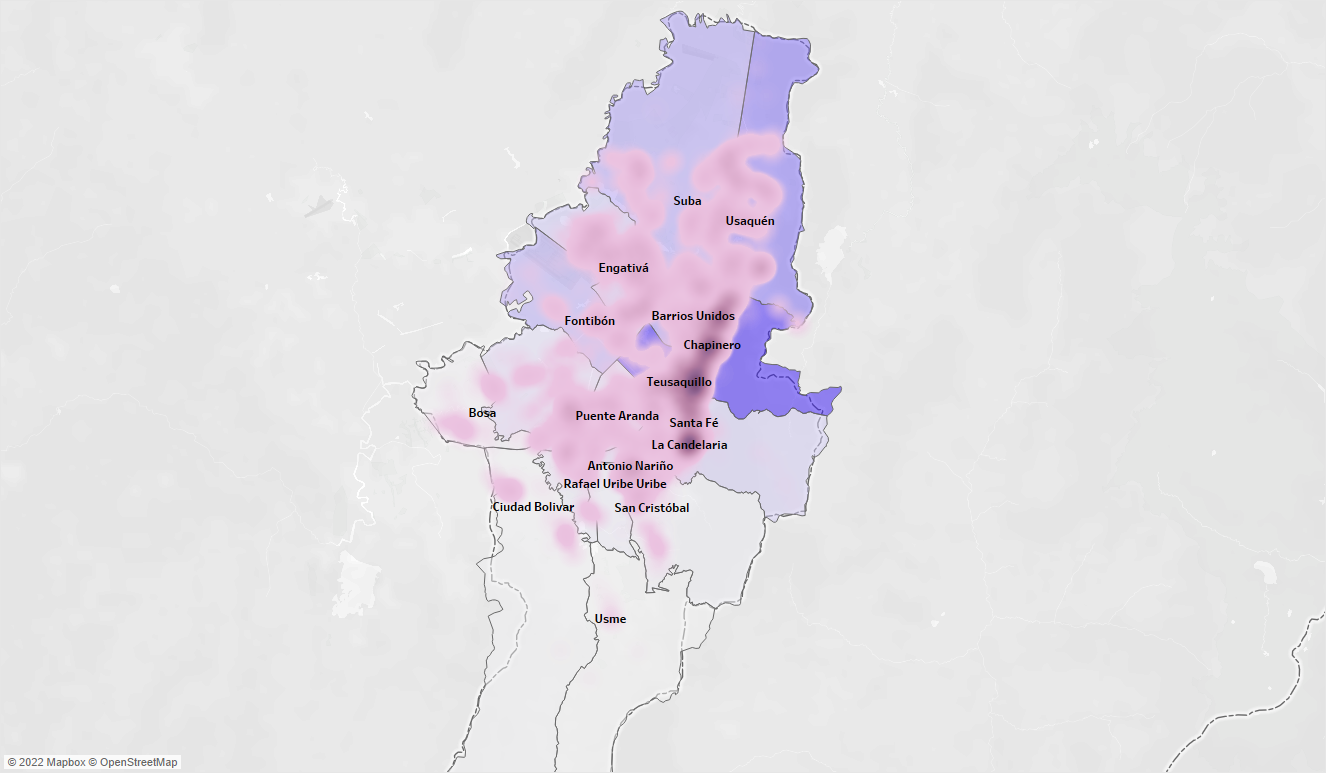 Suba
Usaquén
Engativá
Barrios Unidos
Fontibón
Chapinero
Teusaquillo
Bosa
Puente Aranda
Santa Fé
La Candelaria
Antonio Nariño
Rafael Uribe Uribe
Ciudad Bolivar
San Cristóbal
Usme
© 2022 Mapbox © OpenStreetMap